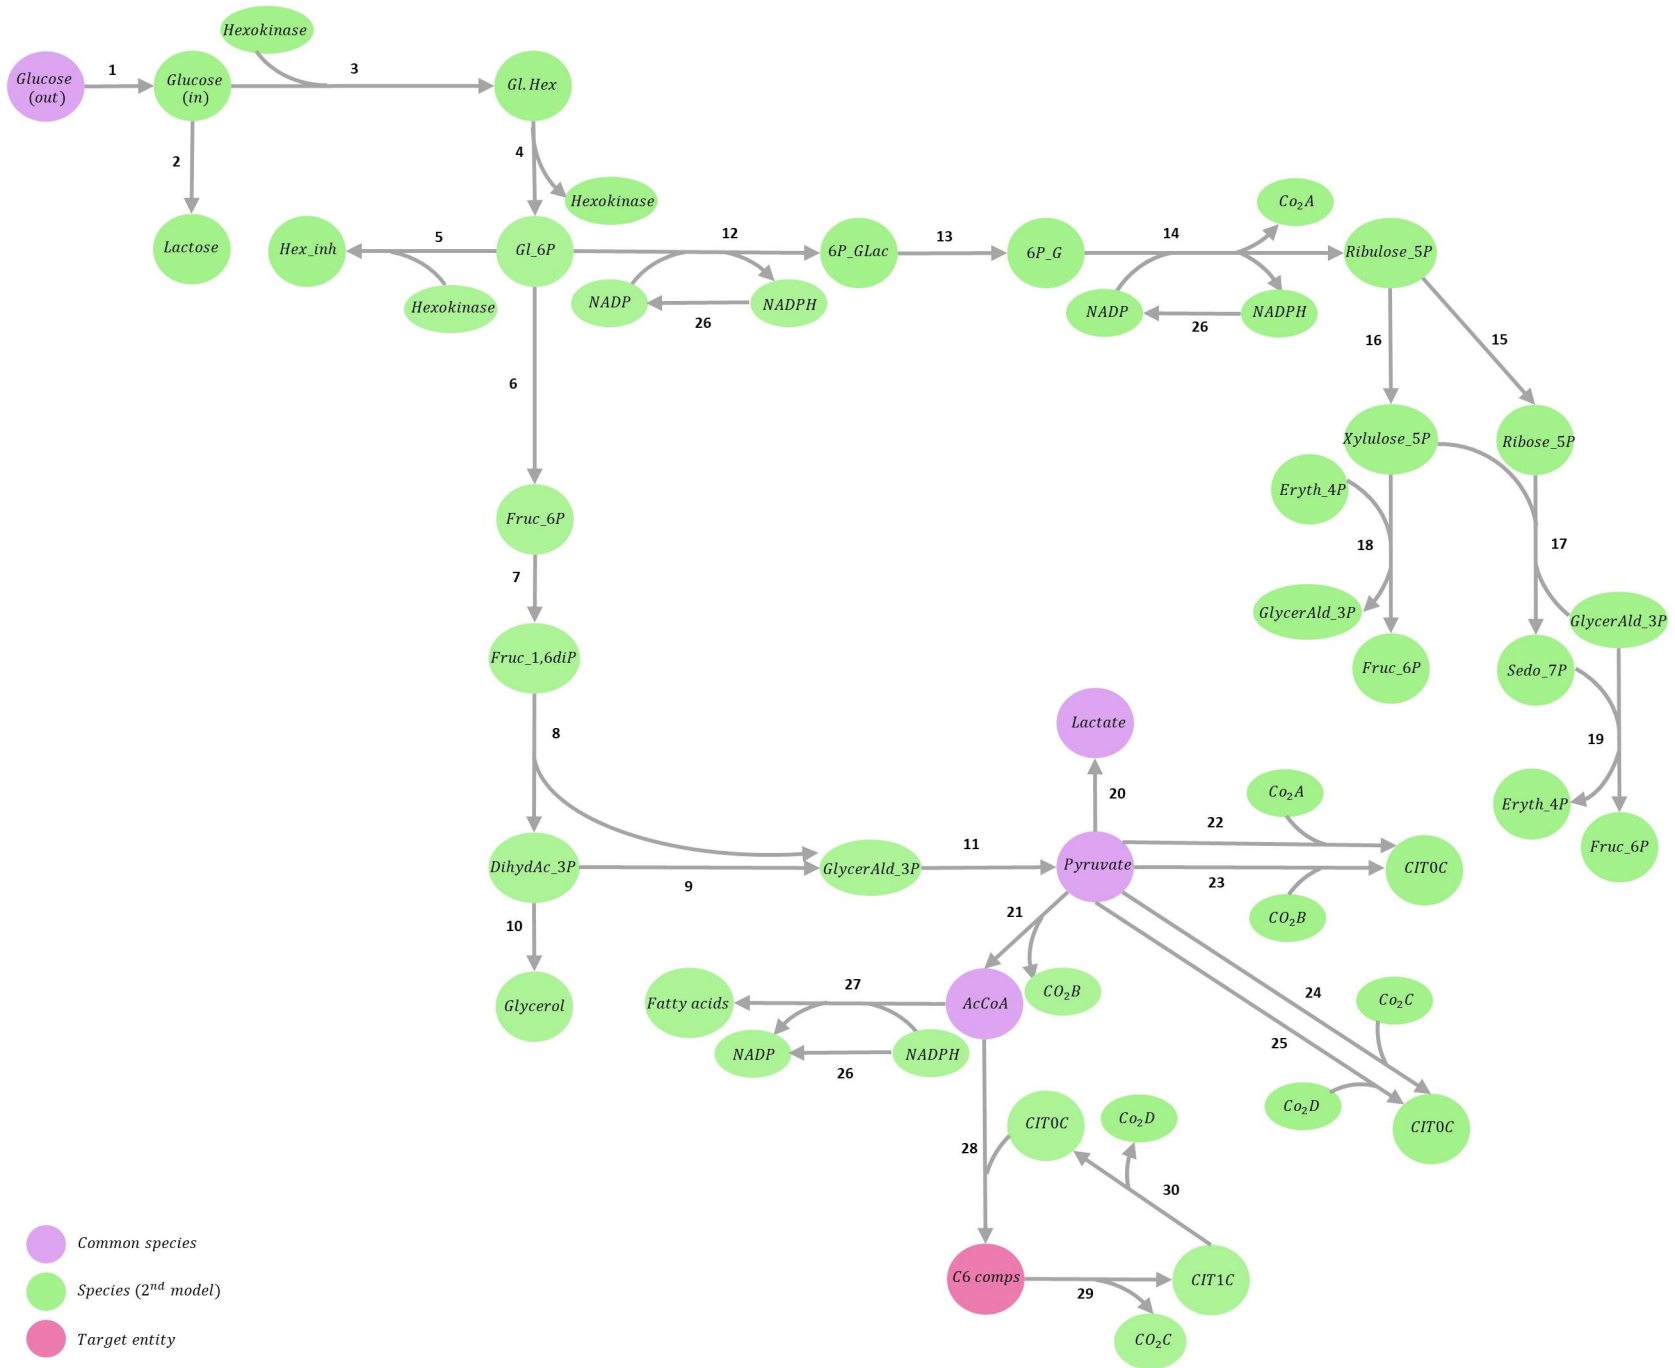 Hexokinase
Glucose
(out)
1
Glucose
(in)
3
Gl.Hex
2
4
Hexokinase
Lactose
Hex_inh
5
Gl_6P
12
6P_GLac
13
6P_G
14
Co₂A
Ribulose_5P
Hexokinase
NADP
26
NADPH
NADP
26
NADPH
16
15
6
Xylulose_5P
Ribose_5P
Eryth_4P
Fruc_6P
18
17
7
GlycerAld_3P
GlycerAld_3P
Fruc_1,6diP
Fruc_6P
Sedo_7P
8
Lactate
19
20
Co₂A
Eryth_4P
22
Fruc_6P
DihydAc_3P
9
GlycerAld_3P
11
Pyruvate
23
CIT0C
10
21
CO₂B
Glycerol
Fatty acids
27
AcCoA
CO₂B
24
Co₂C
25
NADP
26
NADPH
Co₂D
CIT0C
28
CIT0C
Co₂D
30
C6 comps
29
CIT1C
CO₂C
Common species
Species (2ⁿᵈ model)
Target entity